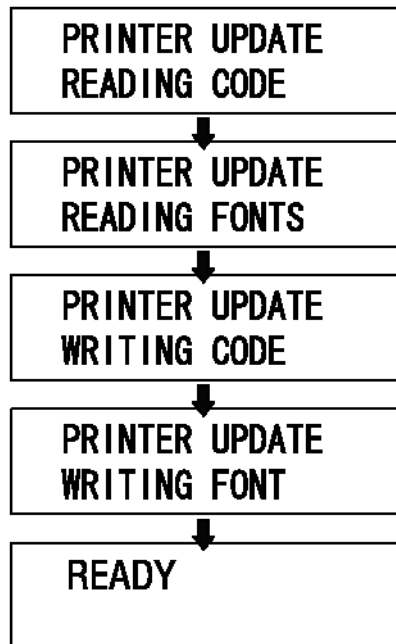 PRINTER UPDATE
READING CODE
PRINTER UPDATE
READING FONTS
PRINTER UPDATE
WRITING CODE
PRINTER UPDATE
WRITING FONT
READY